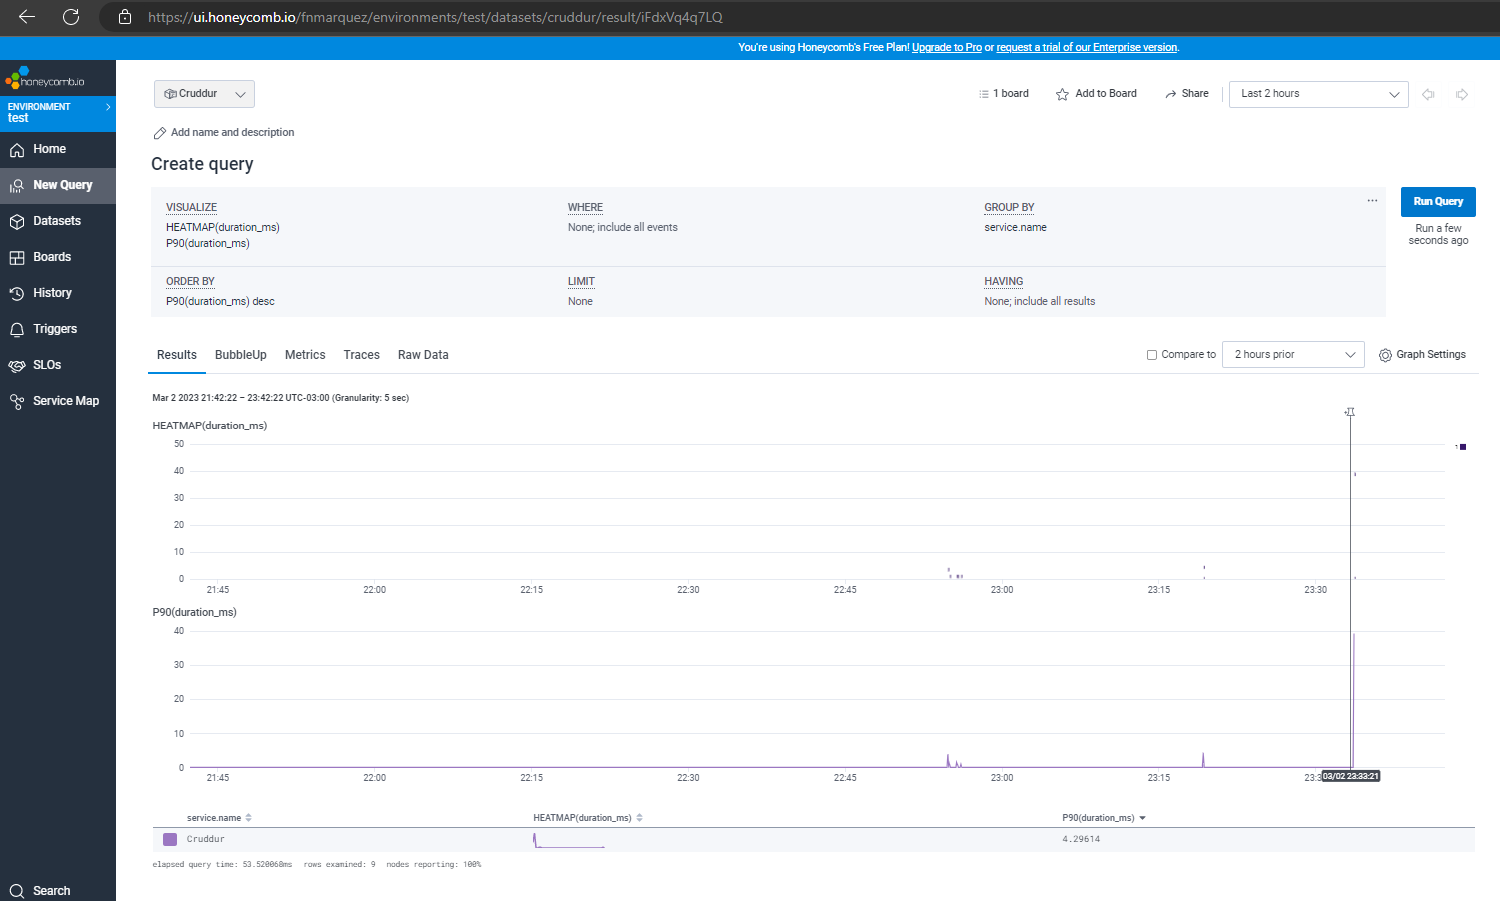 https://ui.honeycomb.io/fnmarquez/environments/test/datasets/cruddur/result/iFdxVq4q7LQ
You're using Honeycomb's Free Plan! Upgrade to Pro or request a trial of our Enterprise version.
honeycomb.io
ENVIRONMENT
test
Home
New Query
Datasets
Boards
History
Triggers
SLOs
Service Map
Search
Cruddur
1 board
Add to Board
Share
Last 2 hours
Add name and description
Create query
VISUALIZE
HEATMAP(duration_ms)
P90(duration_ms)
WHERE
None; include all events
GROUP BY
service.name
Run Query
Run a few
seconds ago
ORDER BY
P90(duration_ms) desc
LIMIT
None
HAVING
None; include all results
Results BubbleUp Metrics Traces Raw Data
Compare to
2 hours prior
Graph Settings
Mar 2 2023 21:42:22 – 23:42:22 UTC-03:00 (Granularity: 5 sec)
HEATMAP(duration_ms)
50
40
30
20
10
0
21:45 22:00 22:15 22:30 22:45 23:00 23:15 23:30
P90(duration_ms)
40
30
20
10
0
21:45 22:00 22:15 22:30 22:45 23:00 23:15
03/02 23:33:21
service.name HEATMAP(duration_ms) P90(duration_ms)
Cruddur 4.29614
elapsed query time: 53.520068ms rows examined: 9 nodes reporting: 100%